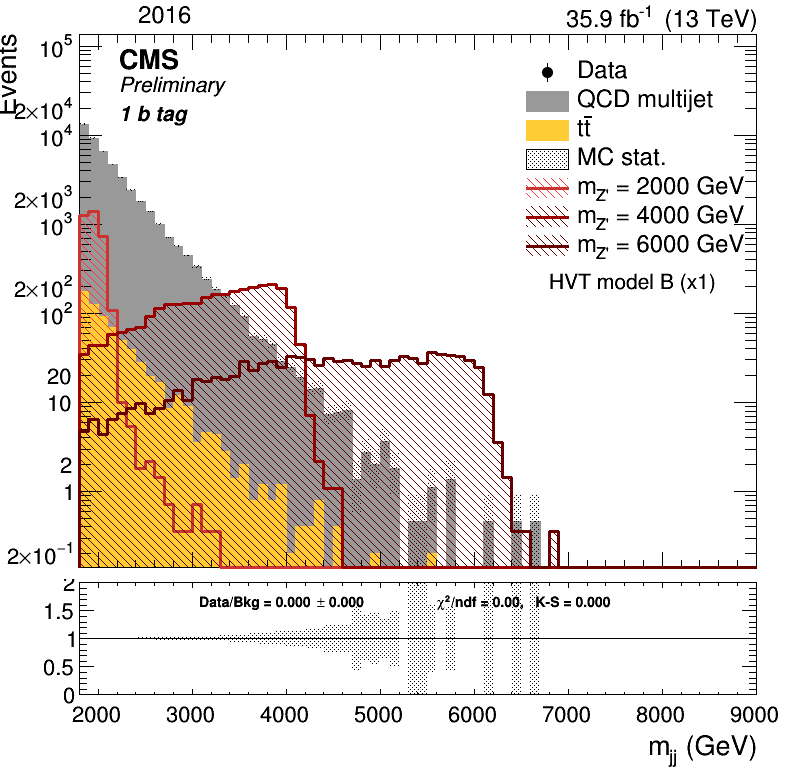 2016 35.9 fb⁻¹ (13 TeV)
Events
CMS
Preliminary
1 b tag
Data
QCD multijet
tt̄
MC stat.
m_Z' = 2000 GeV
m_Z' = 4000 GeV
m_Z' = 6000 GeV
HVT model B (x1)
10⁵
2×10⁴
10⁴
2×10³
10³
2×10²
10²
20
10
2
1
2×10⁻¹
Data/Bkg = 0.000 ± 0.000 χ²/ndf = 0.00, K-S = 0.000
2
1.5
1
0.5
0
2000 3000 4000 5000 6000 7000 8000 9000
m_jj (GeV)